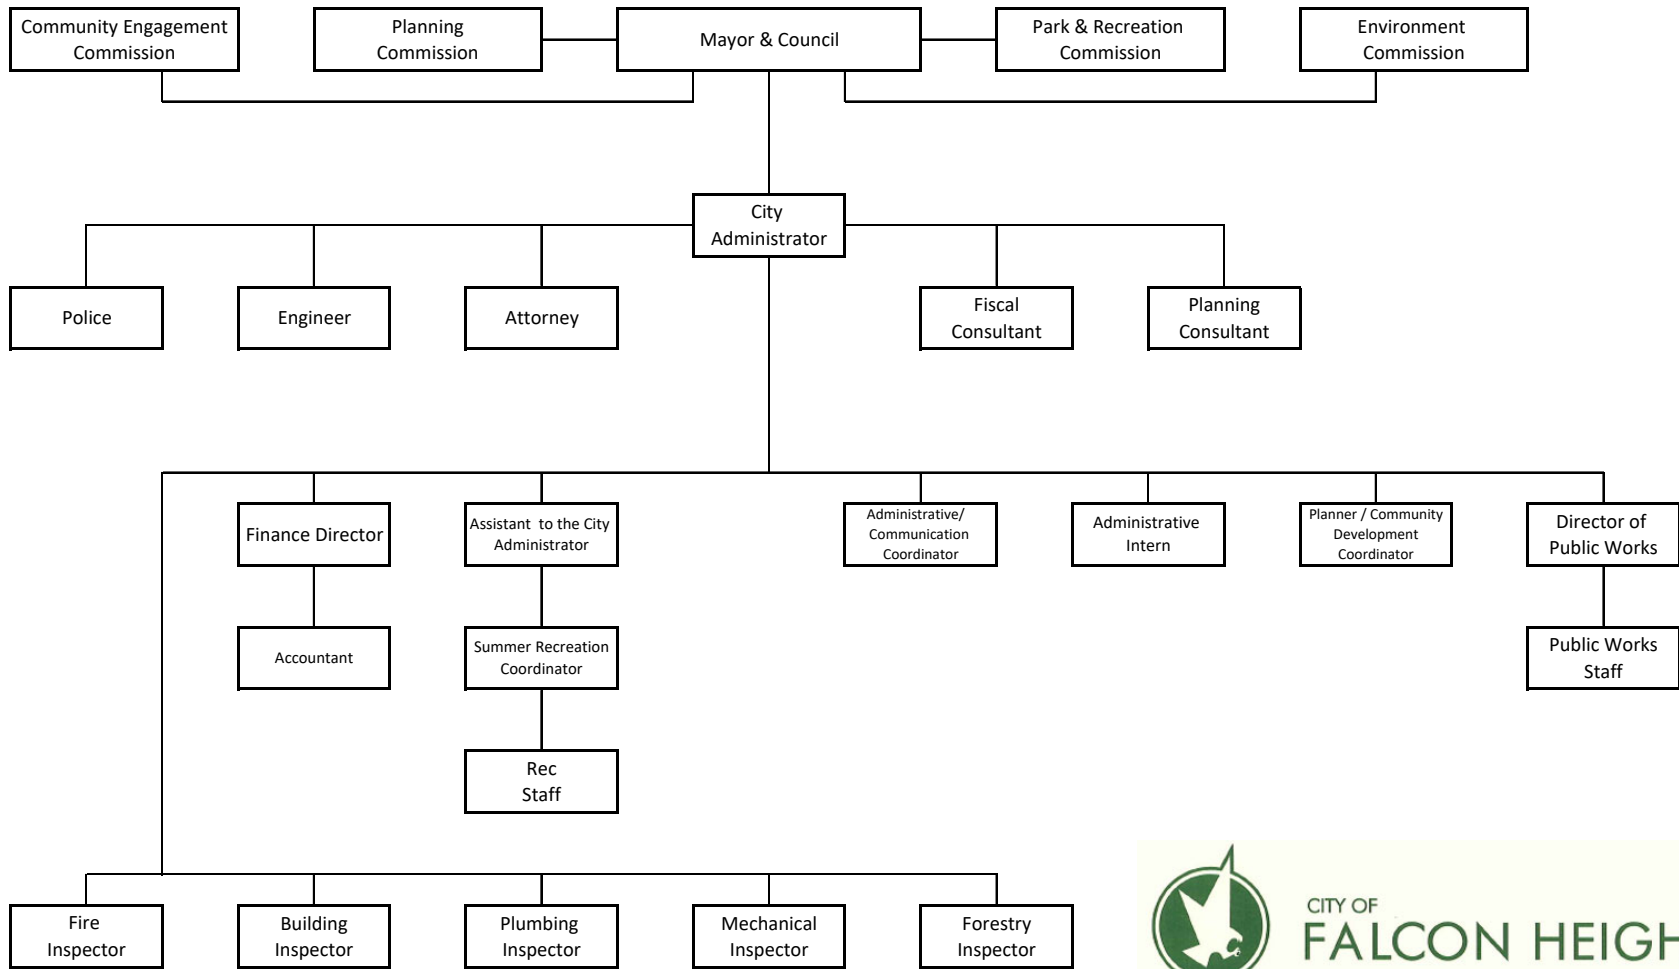 Community Engagement
Commission
Planning
Commission
Mayor & Council
Park & Recreation
Commission
Environment
Commission
City
Administrator
Police
Engineer
Attorney
Fiscal
Consultant
Planning
Consultant
Finance Director
Assistant to the City
Administrator
Administrative/
Communication
Coordinator
Administrative
Intern
Planner / Community
Development
Coordinator
Director of
Public Works
Accountant
Summer Recreation
Coordinator
Public Works
Staff
Rec
Staff
Fire
Inspector
Building
Inspector
Plumbing
Inspector
Mechanical
Inspector
Forestry
Inspector
CITY OF
FALCON HEIGH